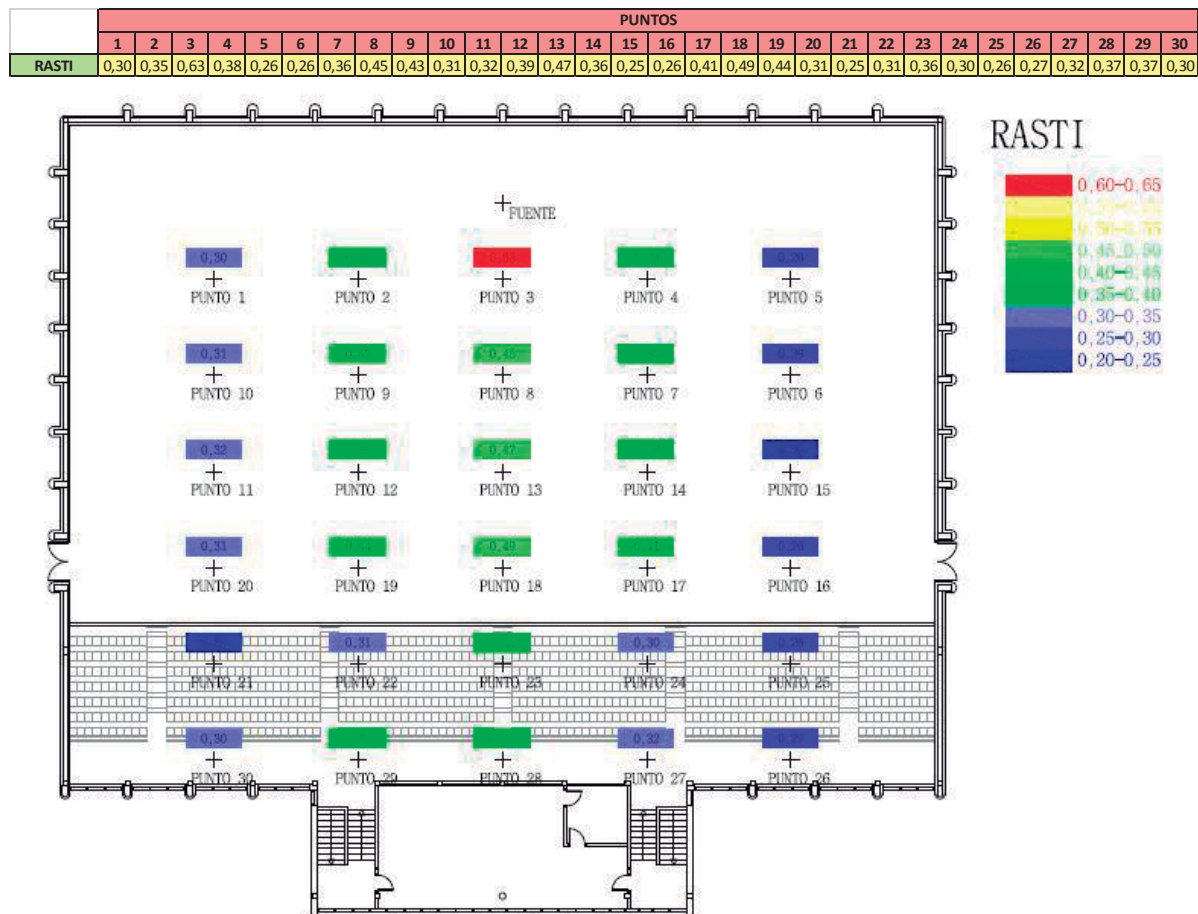 PUNTOS
1 2 3 4 5 6 7 8 9 10 11 12 13 14 15 16 17 18 19 20 21 22 23 24 25 26 27 28 29 30
RASTI 0,30 0,35 0,63 0,38 0,26 0,26 0,36 0,45 0,43 0,31 0,32 0,39 0,47 0,36 0,25 0,26 0,41 0,49 0,44 0,31 0,25 0,31 0,36 0,30 0,26 0,27 0,32 0,37 0,37 0,30
RASTI
0,60-0,65
0,50-0,55
0,45-0,50
0,40-0,45
0,35-0,40
0,30-0,35
0,25-0,30
0,20-0,25
FUENTE
0,30 0,26
PUNTO 1 PUNTO 2 PUNTO 3 PUNTO 4 PUNTO 5
0,31 0,45 0,26
PUNTO 10 PUNTO 9 PUNTO 8 PUNTO 7 PUNTO 6
0,32 0,47
PUNTO 11 PUNTO 12 PUNTO 13 PUNTO 14 PUNTO 15
0,31 0,49 0,26
PUNTO 20 PUNTO 19 PUNTO 18 PUNTO 17 PUNTO 16
0,31 0,30 0,26
PUNTO 21 PUNTO 22 PUNTO 23 PUNTO 24 PUNTO 25
0,30 0,32 0,27
PUNTO 30 PUNTO 29 PUNTO 28 PUNTO 27 PUNTO 26